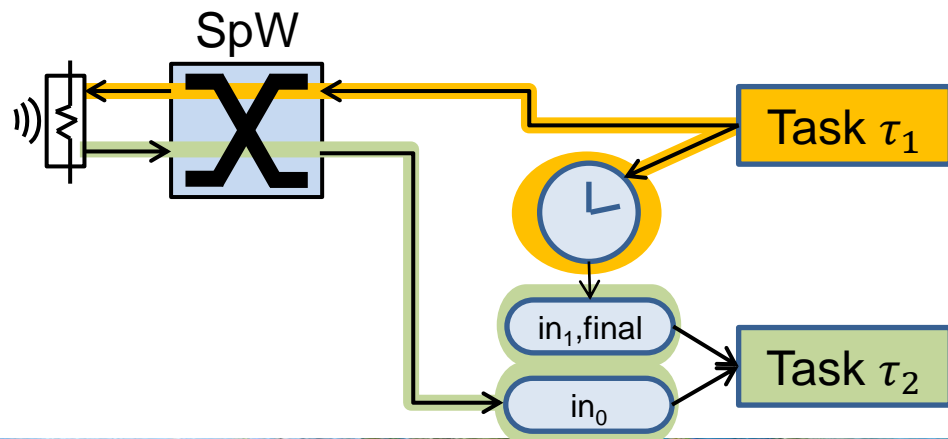 SpW
Task τ₁
in₁,final
Task τ₂
in₀